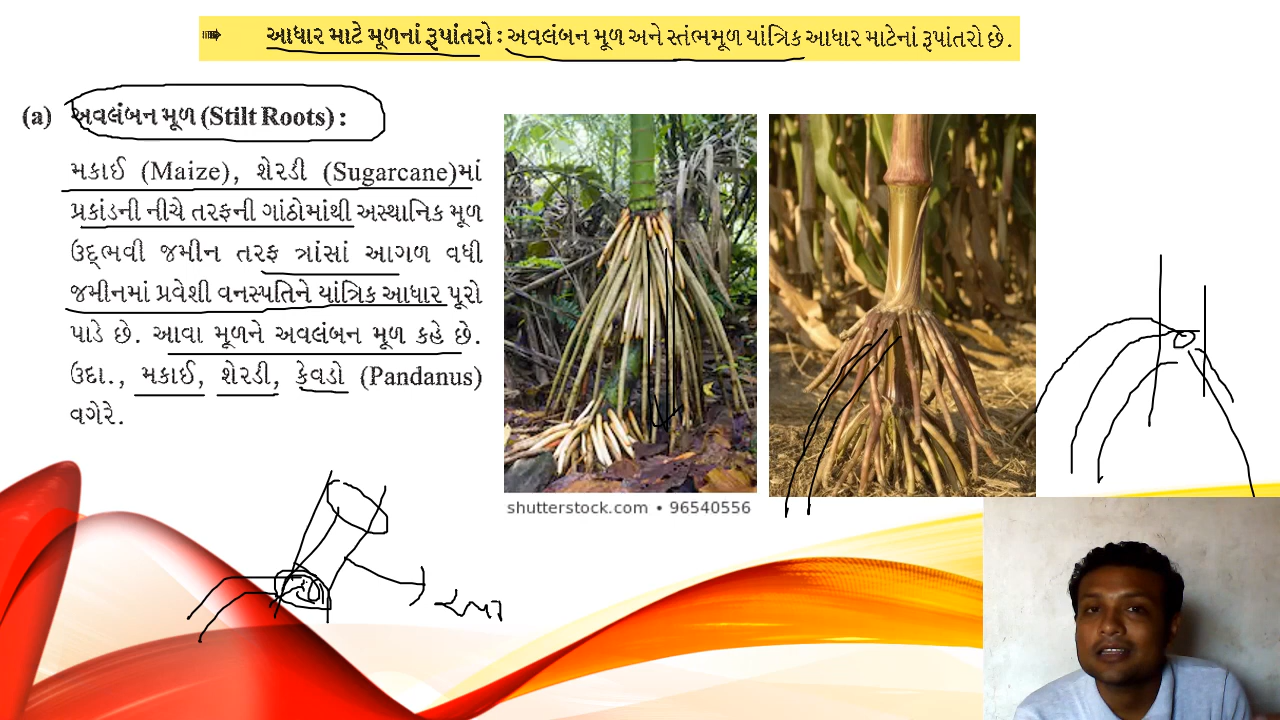 આધાર માટે મૂળનાં રૂપાંતરો : અવલંબન મૂળ અને સ્તંભમૂળ યાંત્રિક આધાર માટેનાં રૂપાંતરો છે.
(a) અવલંબન મૂળ (Stilt Roots) :
મકાઈ (Maize), શેરડી (Sugarcane)માં
પ્રકાંડની નીચે તરફની ગાંઠોમાંથી અસ્થાનિક મૂળ
ઉદ્ભવી જમીન તરફ ત્રાંસાં આગળ વધી
જમીનમાં પ્રવેશી વનસ્પતિને યાંત્રિક આધાર પૂરો
પાડે છે. આવા મૂળને અવલંબન મૂળ કહે છે.
ઉદા., મકાઈ, શેરડી, કેવડો (Pandanus)
વગેરે.
shutterstock.com • 96540556